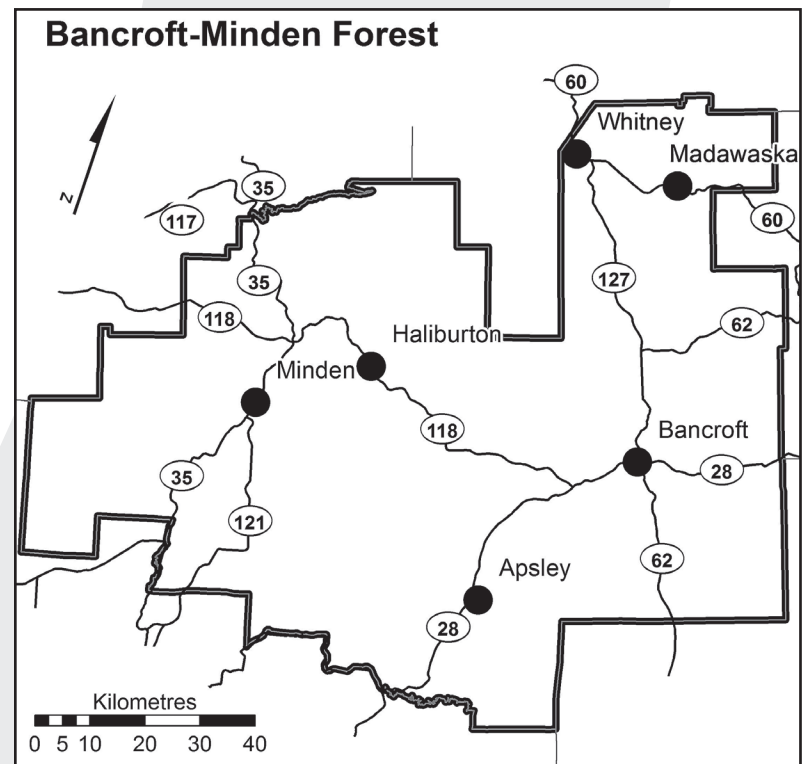 Bancroft-Minden Forest
60
Whitney
Madawaska
N
35
117
60
35
127
118
62
Haliburton
Minden
118
Bancroft
28
35
121
62
Apsley
28
Kilometres
0 5 10 20 30 40